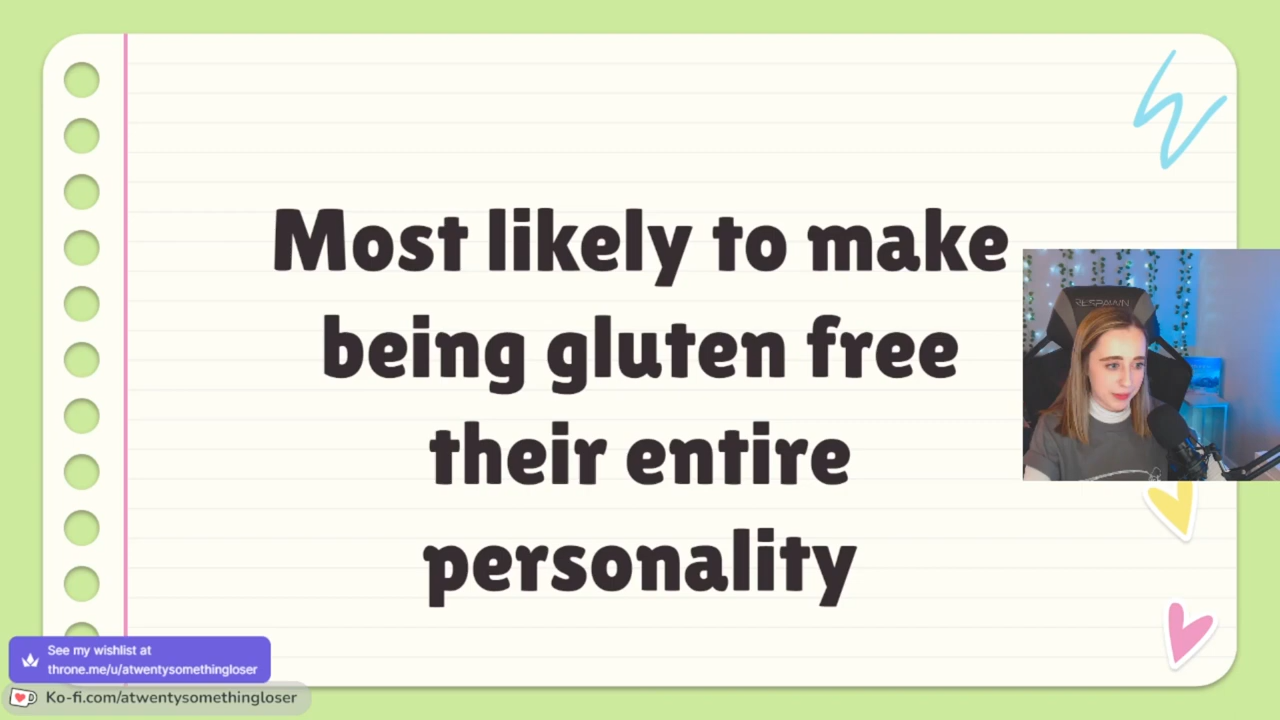 Most likely to make
being gluten free
their entire
personality
RESPAWN
See my wishlist at
throne.me/u/atwentysomethingloser
Ko-fi.com/atwentysomethingloser